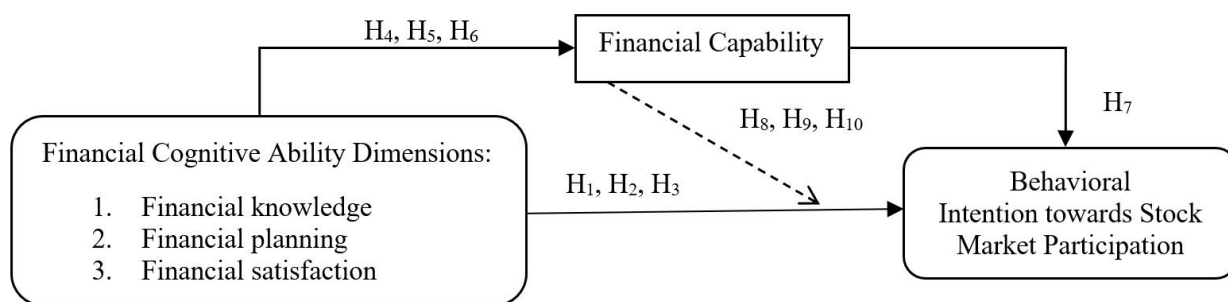 H₄, H₅, H₆
Financial Capability
H₇
H₈, H₉, H₁₀
Financial Cognitive Ability Dimensions:
1. Financial knowledge
2. Financial planning
3. Financial satisfaction
H₁, H₂, H₃
Behavioral
Intention towards Stock
Market Participation